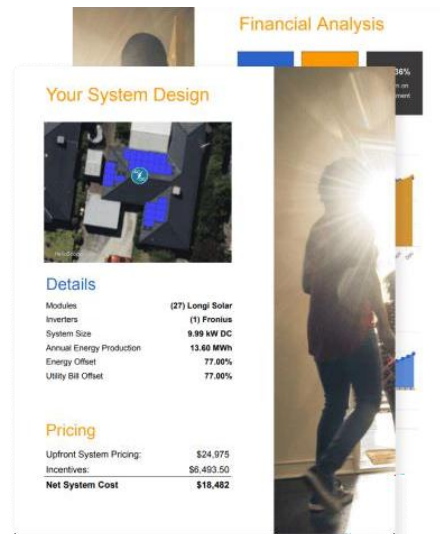 Financial Analysis
36%
Your System Design
HelioScope
Details
Modules (27) Longi Solar
Inverters (1) Fronius
System Size 9.99 kW DC
Annual Energy Production 13.60 MWh
Energy Offset 77.00%
Utility Bill Offset 77.00%
Pricing
Upfront System Pricing: $24,975
Incentives: $6,493.50
Net System Cost $18,482